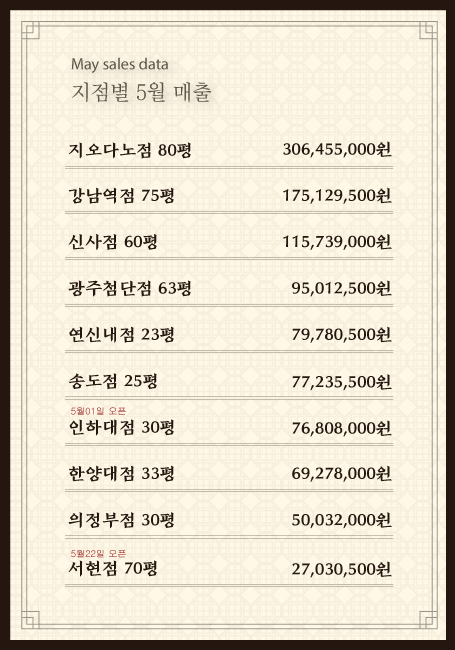 May sales data
지점별 5월 매출
지오다노점 80평 306,455,000원
강남역점 75평 175,129,500원
신사점 60평 115,739,000원
광주첨단점 63평 95,012,500원
연신내점 23평 79,780,500원
송도점 25평 77,235,500원
5월01일 오픈
인하대점 30평 76,808,000원
한양대점 33평 69,278,000원
의정부점 30평 50,032,000원
5월22일 오픈
서현점 70평 27,030,500원